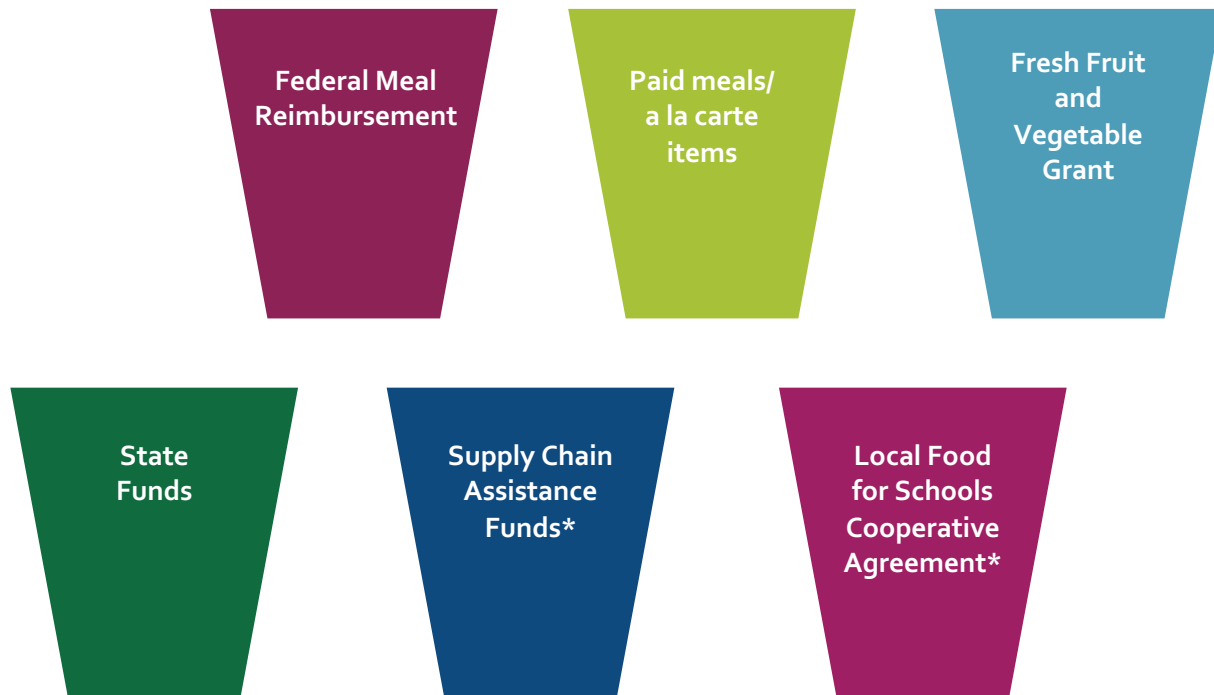 Federal Meal
Reimbursement
Paid meals/
a la carte
items
Fresh Fruit
and
Vegetable
Grant
State
Funds
Supply Chain
Assistance
Funds*
Local Food
for Schools
Cooperative
Agreement*